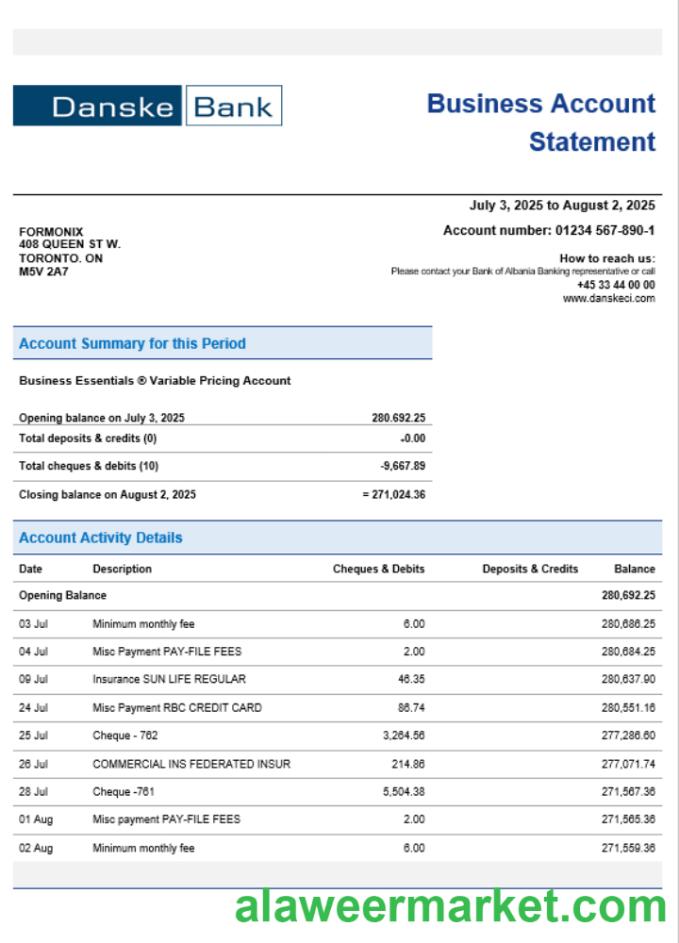 Danske Bank
Business Account
Statement
July 3, 2025 to August 2, 2025
Account number: 01234 567-890-1
FORMONIX
408 QUEEN ST W.
TORONTO. ON
M5V 2A7
How to reach us:
Please contact your Bank of Albania Banking representative or call
+45 33 44 00 00
www.danskeci.com
Account Summary for this Period
Business Essentials ® Variable Pricing Account
Opening balance on July 3, 2025 280.692.25
Total deposits & credits (0) -0.00
Total cheques & debits (10) -9,667.89
Closing balance on August 2, 2025 = 271,024.36
Account Activity Details
Date Description Cheques & Debits Deposits & Credits Balance
Opening Balance 280,692.25
03 Jul Minimum monthly fee 6.00 280,686.25
04 Jul Misc Payment PAY-FILE FEES 2.00 280,684.25
09 Jul Insurance SUN LIFE REGULAR 46.35 280,637.90
24 Jul Misc Payment RBC CREDIT CARD 86.74 280,551.16
25 Jul Cheque - 762 3,264.56 277,286.60
26 Jul COMMERCIAL INS FEDERATED INSUR 214.86 277,071.74
28 Jul Cheque -761 5,504.38 271,567.36
01 Aug Misc payment PAY-FILE FEES 2.00 271,565.36
02 Aug Minimum monthly fee 6.00 271,559.36
alaweermarket.com